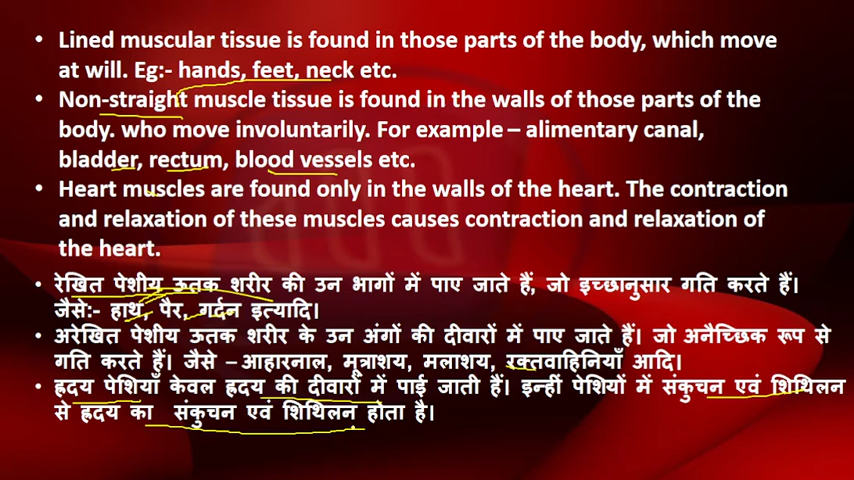 • Lined muscular tissue is found in those parts of the body, which move
at will. Eg:- hands, feet, neck etc.
• Non-straight muscle tissue is found in the walls of those parts of the
body. who move involuntarily. For example – alimentary canal,
bladder, rectum, blood vessels etc.
• Heart muscles are found only in the walls of the heart. The contraction
and relaxation of these muscles causes contraction and relaxation of
the heart.
• रेखित पेशीय ऊतक शरीर की उन भागों में पाए जाते हैं, जो इच्छानुसार गति करते हैं।
जैसे:- हाथ, पैर, गर्दन इत्यादि।
• अरेखित पेशीय ऊतक शरीर के उन अंगों की दीवारों में पाए जाते हैं। जो अनैच्छिक रूप से
गति करते हैं। जैसे – आहारनाल, मूत्राशय, मलाशय, रक्तवाहिनियाँ आदि।
• ह्रदय पेशियाँ केवल ह्रदय की दीवारों में पाई जाती हैं। इन्हीं पेशियों में संकुचन एवं शिथिलन
से ह्रदय का संकुचन एवं शिथिलन होता है।